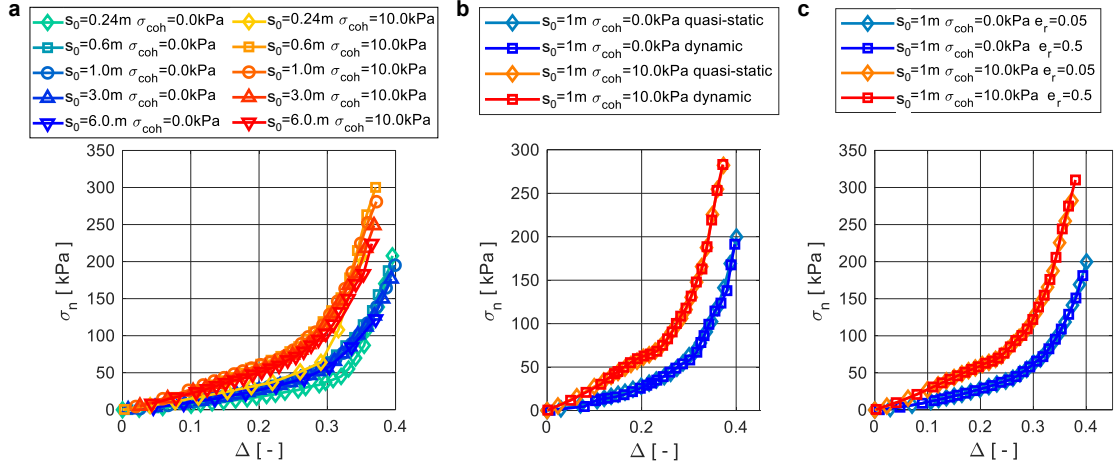 a
s0=0.24m σcoh=0.0kPa s0=0.24m σcoh=10.0kPa
s0=0.6m σcoh=0.0kPa s0=0.6m σcoh=10.0kPa
s0=1.0m σcoh=0.0kPa s0=1.0m σcoh=10.0kPa
s0=3.0m σcoh=0.0kPa s0=3.0m σcoh=10.0kPa
s0=6.0.m σcoh=0.0kPa s0=6.0.m σcoh=10.0kPa
350
300
250
200
150
100
50
0
σn [ kPa]
0 0.1 0.2 0.3 0.4
Δ [ - ]
b
s0=1m σcoh=0.0kPa quasi-static
s0=1m σcoh=0.0kPa dynamic
s0=1m σcoh=10.0kPa quasi-static
s0=1m σcoh=10.0kPa dynamic
300
250
200
150
100
50
0
σn [ kPa]
0 0.2 0.4
Δ [ - ]
c
s0=1m σcoh=0.0kPa er=0.05
s0=1m σcoh=0.0kPa er=0.5
s0=1m σcoh=10.0kPa er=0.05
s0=1m σcoh=10.0kPa er=0.5
350
300
250
200
150
100
50
0
σn [ kPa]
0 0.1 0.2 0.3 0.4
Δ [ - ]